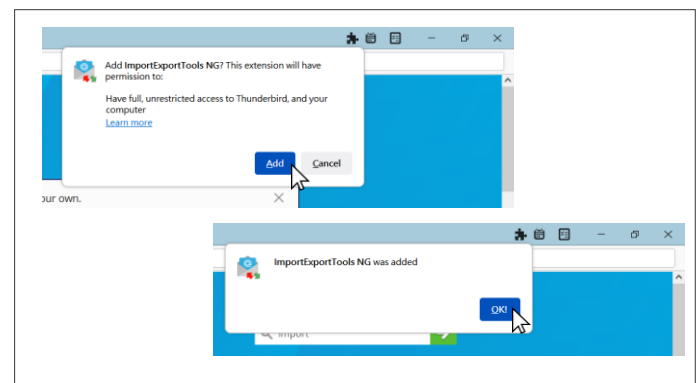 Add ImportExportTools NG? This extension will have
permission to:
Have full, unrestricted access to Thunderbird, and your
computer
Learn more
Add Cancel
our own.
ImportExportTools NG was added
OK!
import